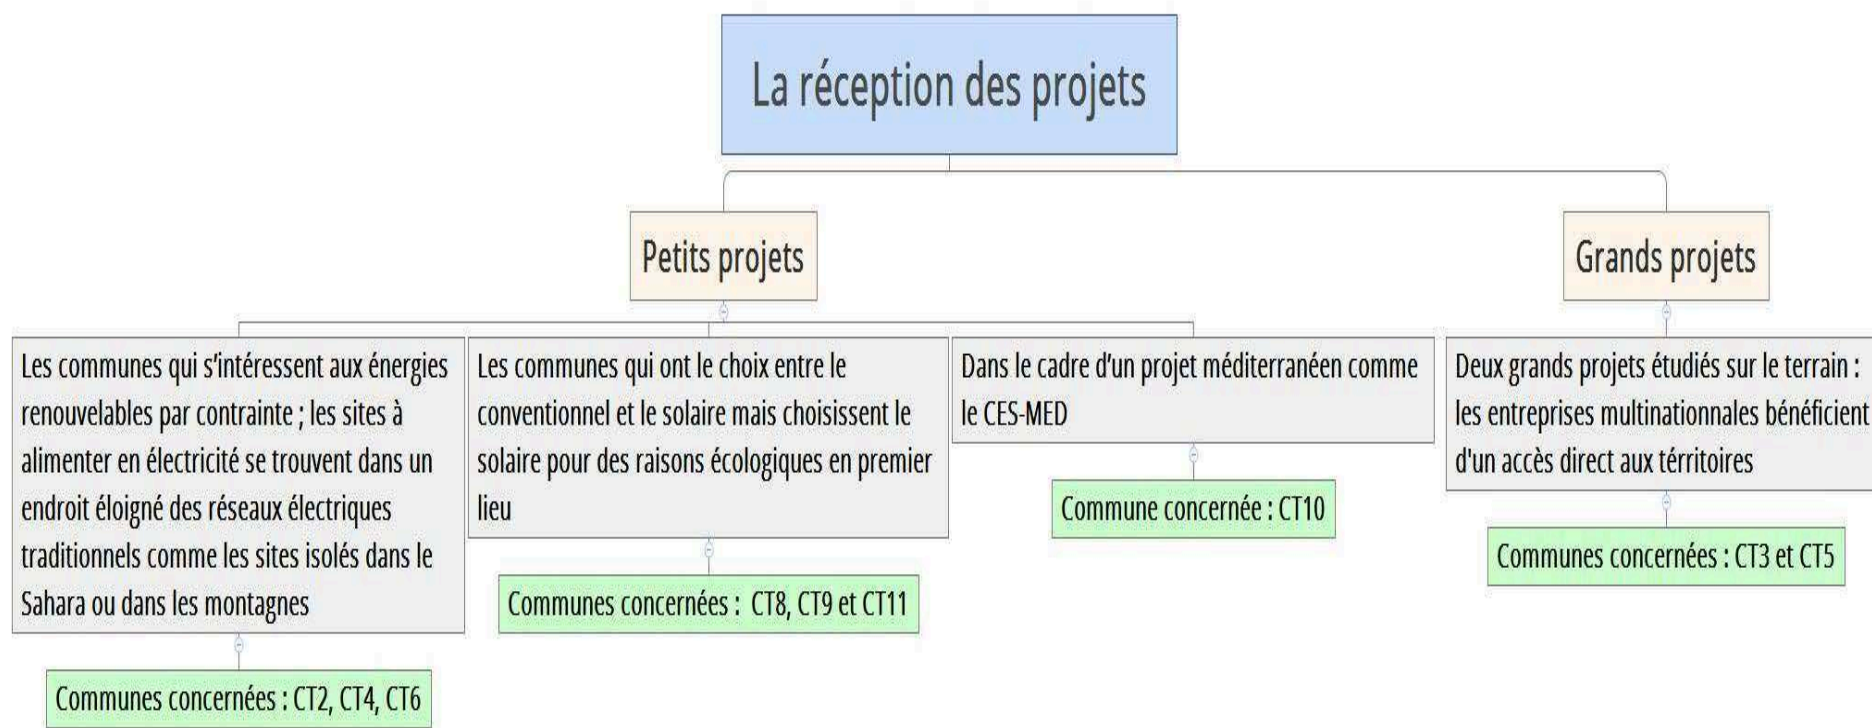 La réception des projets
Petits projets
Grands projets
Les communes qui s'intéressent aux énergies
renouvelables par contrainte ; les sites à
alimenter en électricité se trouvent dans un
endroit éloigné des réseaux électriques
traditionnels comme les sites isolés dans le
Sahara ou dans les montagnes
Communes concernées : CT2, CT4, CT6
Les communes qui ont le choix entre le
conventionnel et le solaire mais choisissent le
solaire pour des raisons écologiques en premier
lieu
Communes concernées : CT8, CT9 et CT11
Dans le cadre d'un projet méditerranéen comme
le CES-MED
Commune concernée : CT10
Deux grands projets étudiés sur le terrain :
les entreprises multinationnales bénéficient
d'un accès direct aux térritoires
Communes concernées : CT3 et CT5